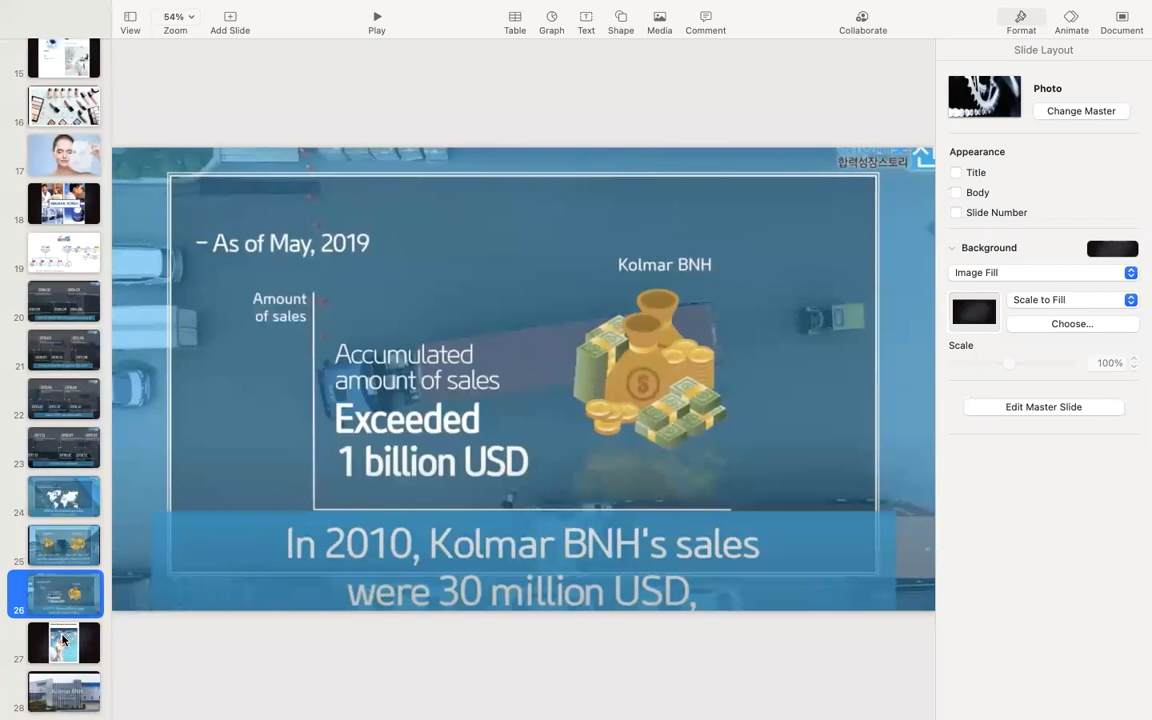 View
54%
Zoom
Add Slide
Play
Table
Graph
Text
Shape
Media
Comment
Collaborate
Format
Animate
Document
15
16
17
18
19
20
21
22
23
24
25
26
27
28
합력성장스토리
– As of May, 2019
Kolmar BNH
Amount
of sales
Accumulated
amount of sales
Exceeded
1 billion USD
In 2010, Kolmar BNH's sales
were 30 million USD,
Slide Layout
Photo
Change Master
Appearance
Title
Body
Slide Number
Background
Image Fill
Scale to Fill
Choose...
Scale
100%
Edit Master Slide
Kolmar BNH